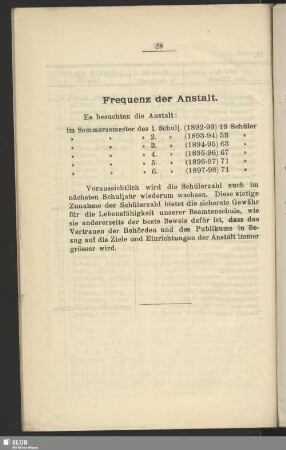 28
Frequenz der Anstalt.
Es besuchten die Anstalt:
Im Sommersemester des 1. Schulj. (1892-93) 19 Schüler
" " " 2. " (1893-94) 53 "
" " " 3. " (1894-95) 63 "
" " " 4. " (1895-96) 67 "
" " " 5. " (1896-97) 71 "
" " " 6. " (1897-98) 71 "
Voraussichtlich wird die Schülerzahl auch im
nächsten Schuljahr wiederum wachsen. Diese stetige
Zunahme der Schülerzahl bietet die sicherste Gewähr
für die Lebensfähigkeit unserer Beamtenschule, wie
sie andererseits der beste Beweis dafür ist, dass das
Vertrauen der Behörden und des Publikums in Be-
zug auf die Ziele und Einrichtungen der Anstalt immer
grösser wird.
SLUB